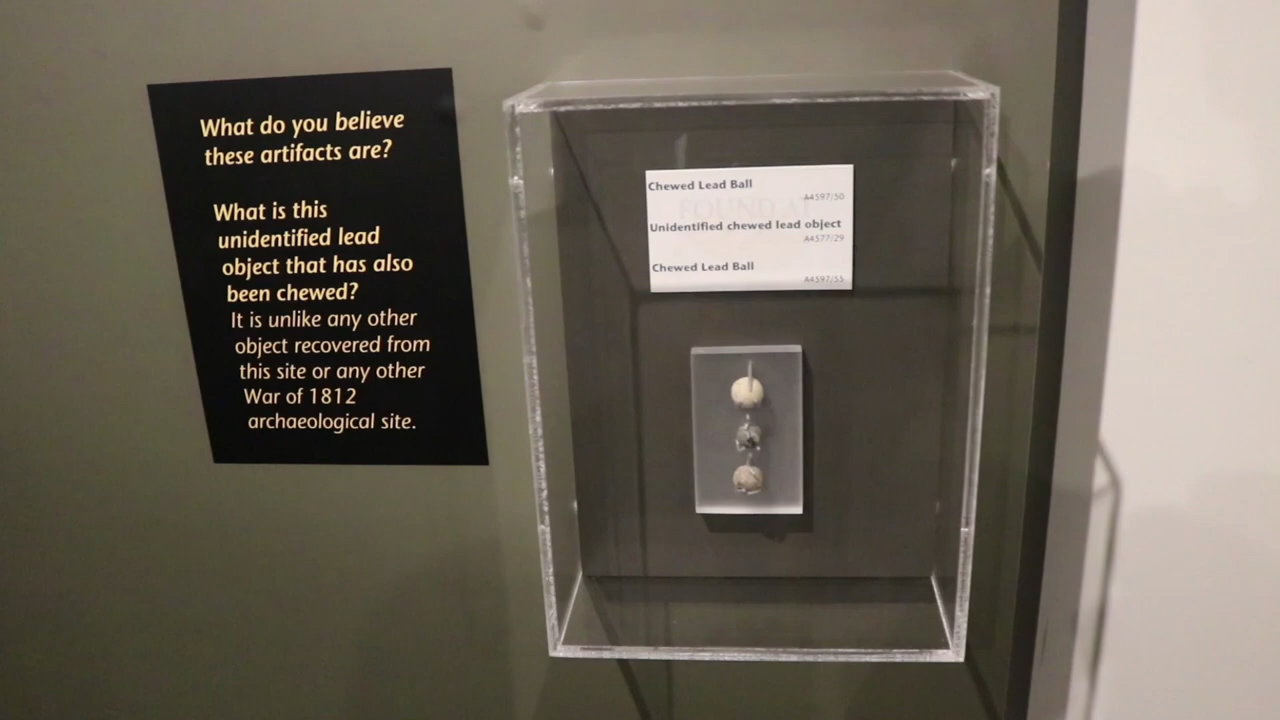 What do you believe
these artifacts are?
What is this
unidentified lead
object that has also
been chewed?
It is unlike any other
object recovered from
this site or any other
War of 1812
archaeological site.
Chewed Lead Ball
A4597/50
FOUND AT
Unidentified chewed lead object
A4577/29
Chewed Lead Ball
A4597/55